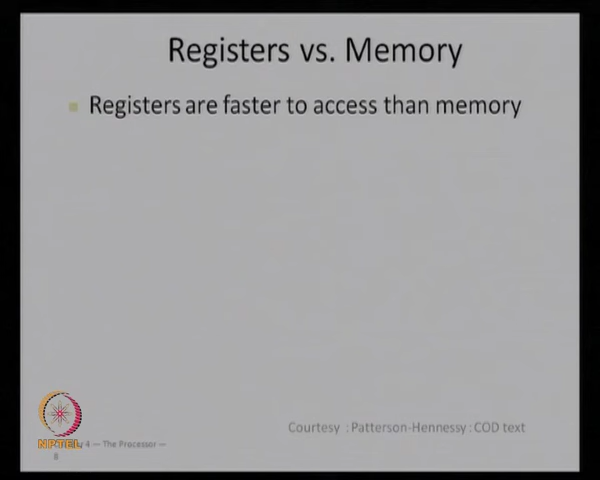 Registers vs. Memory
Registers are faster to access than memory
Courtesy : Patterson-Hennessy : COD text
NPTEL
4 — The Processor —
8